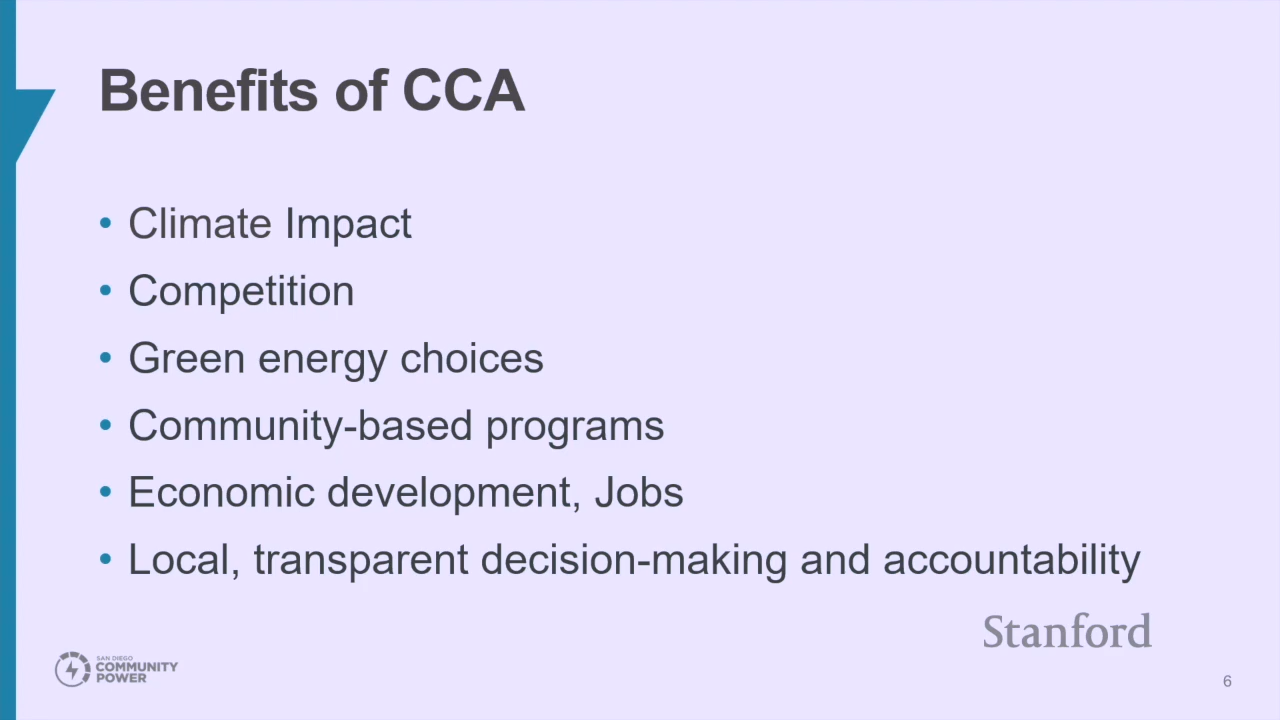 Benefits of CCA
• Climate Impact
• Competition
• Green energy choices
• Community-based programs
• Economic development, Jobs
• Local, transparent decision-making and accountability
Stanford
SAN DIEGO
COMMUNITY
POWER
6